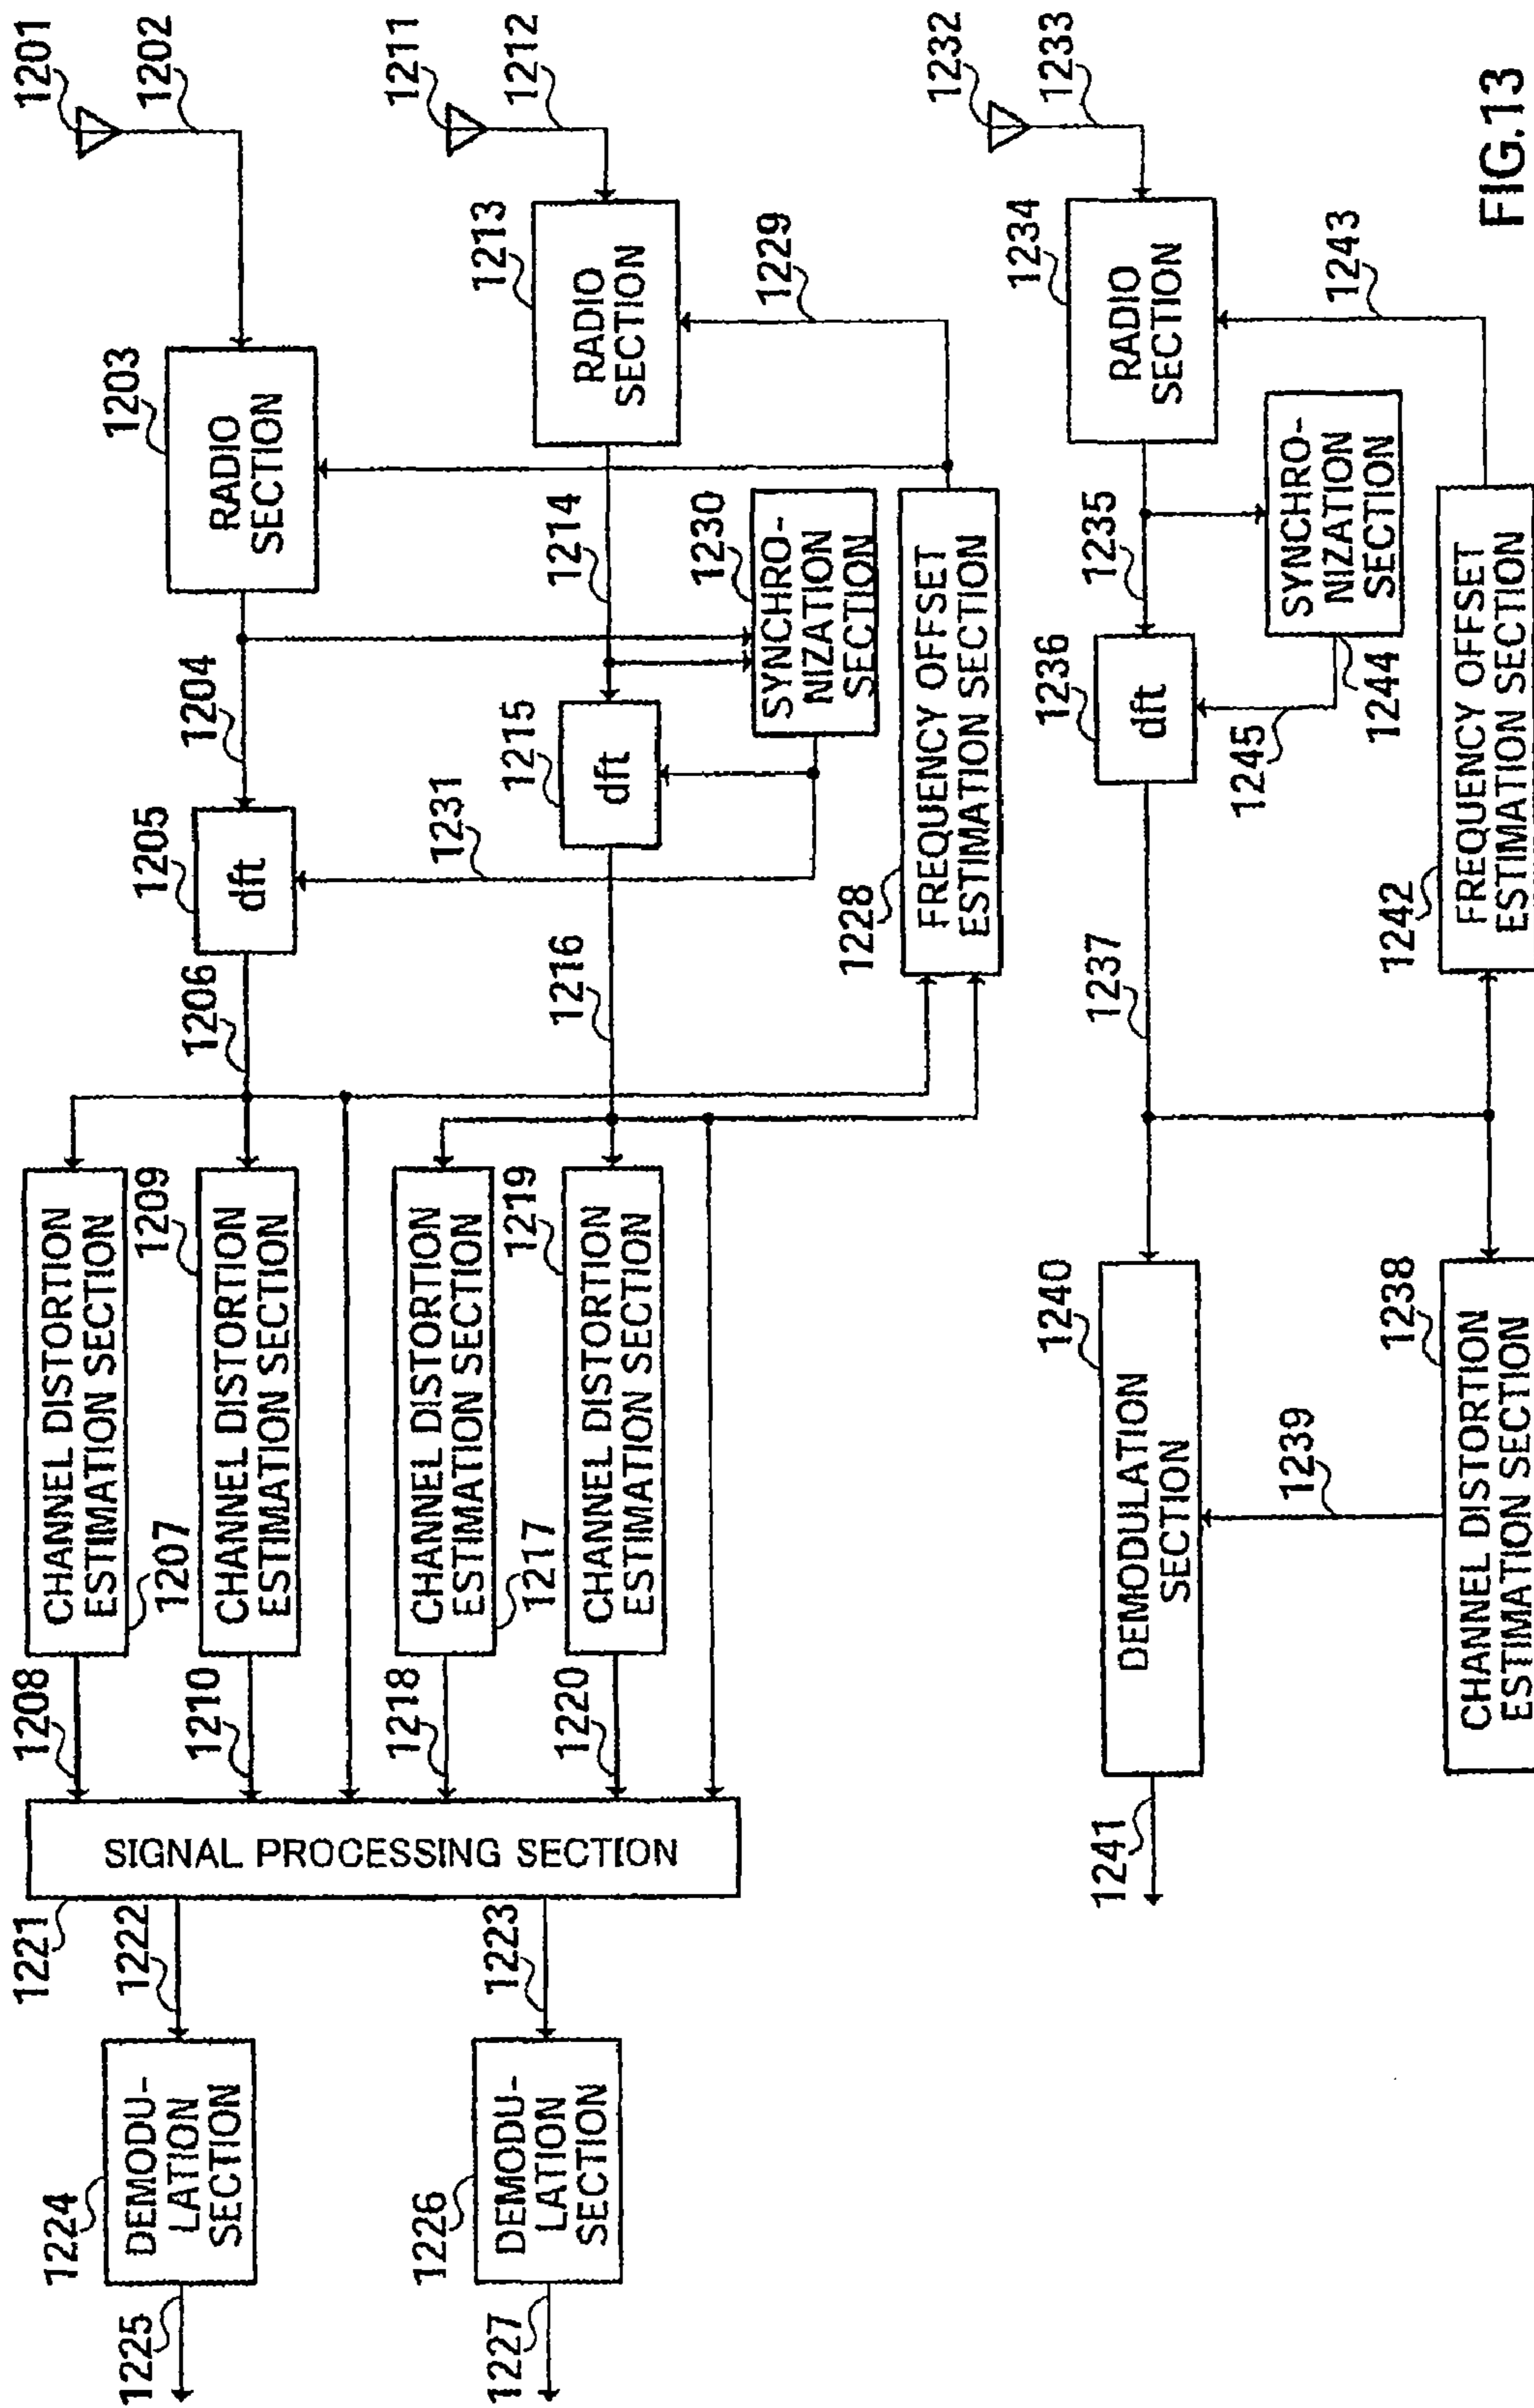 1201
1202
1203
RADIO
SECTION
1204
1205
dft
1206
CHANNEL DISTORTION
ESTIMATION SECTION
1207
1208
1209
CHANNEL DISTORTION
ESTIMATION SECTION
1210
1211
1212
1213
RADIO
SECTION
1214
1215
dft
1216
CHANNEL DISTORTION
ESTIMATION SECTION
1217
1218
1219
CHANNEL DISTORTION
ESTIMATION SECTION
1220
SIGNAL PROCESSING SECTION
1221
1222
1223
1224
DEMODU-
LATION
SECTION
1225
1226
DEMODU-
LATION
SECTION
1227
1228
FREQUENCY OFFSET
ESTIMATION SECTION
1229
1230
SYNCHRO-
NIZATION
SECTION
1231
1232
1233
1234
RADIO
SECTION
1235
1236
dft
1237
1238
CHANNEL DISTORTION
ESTIMATION SECTION
1239
1240
DEMODULATION
SECTION
1241
1242
FREQUENCY OFFSET
ESTIMATION SECTION
1243
SYNCHRO-
NIZATION
SECTION
1244
1245
FIG.13